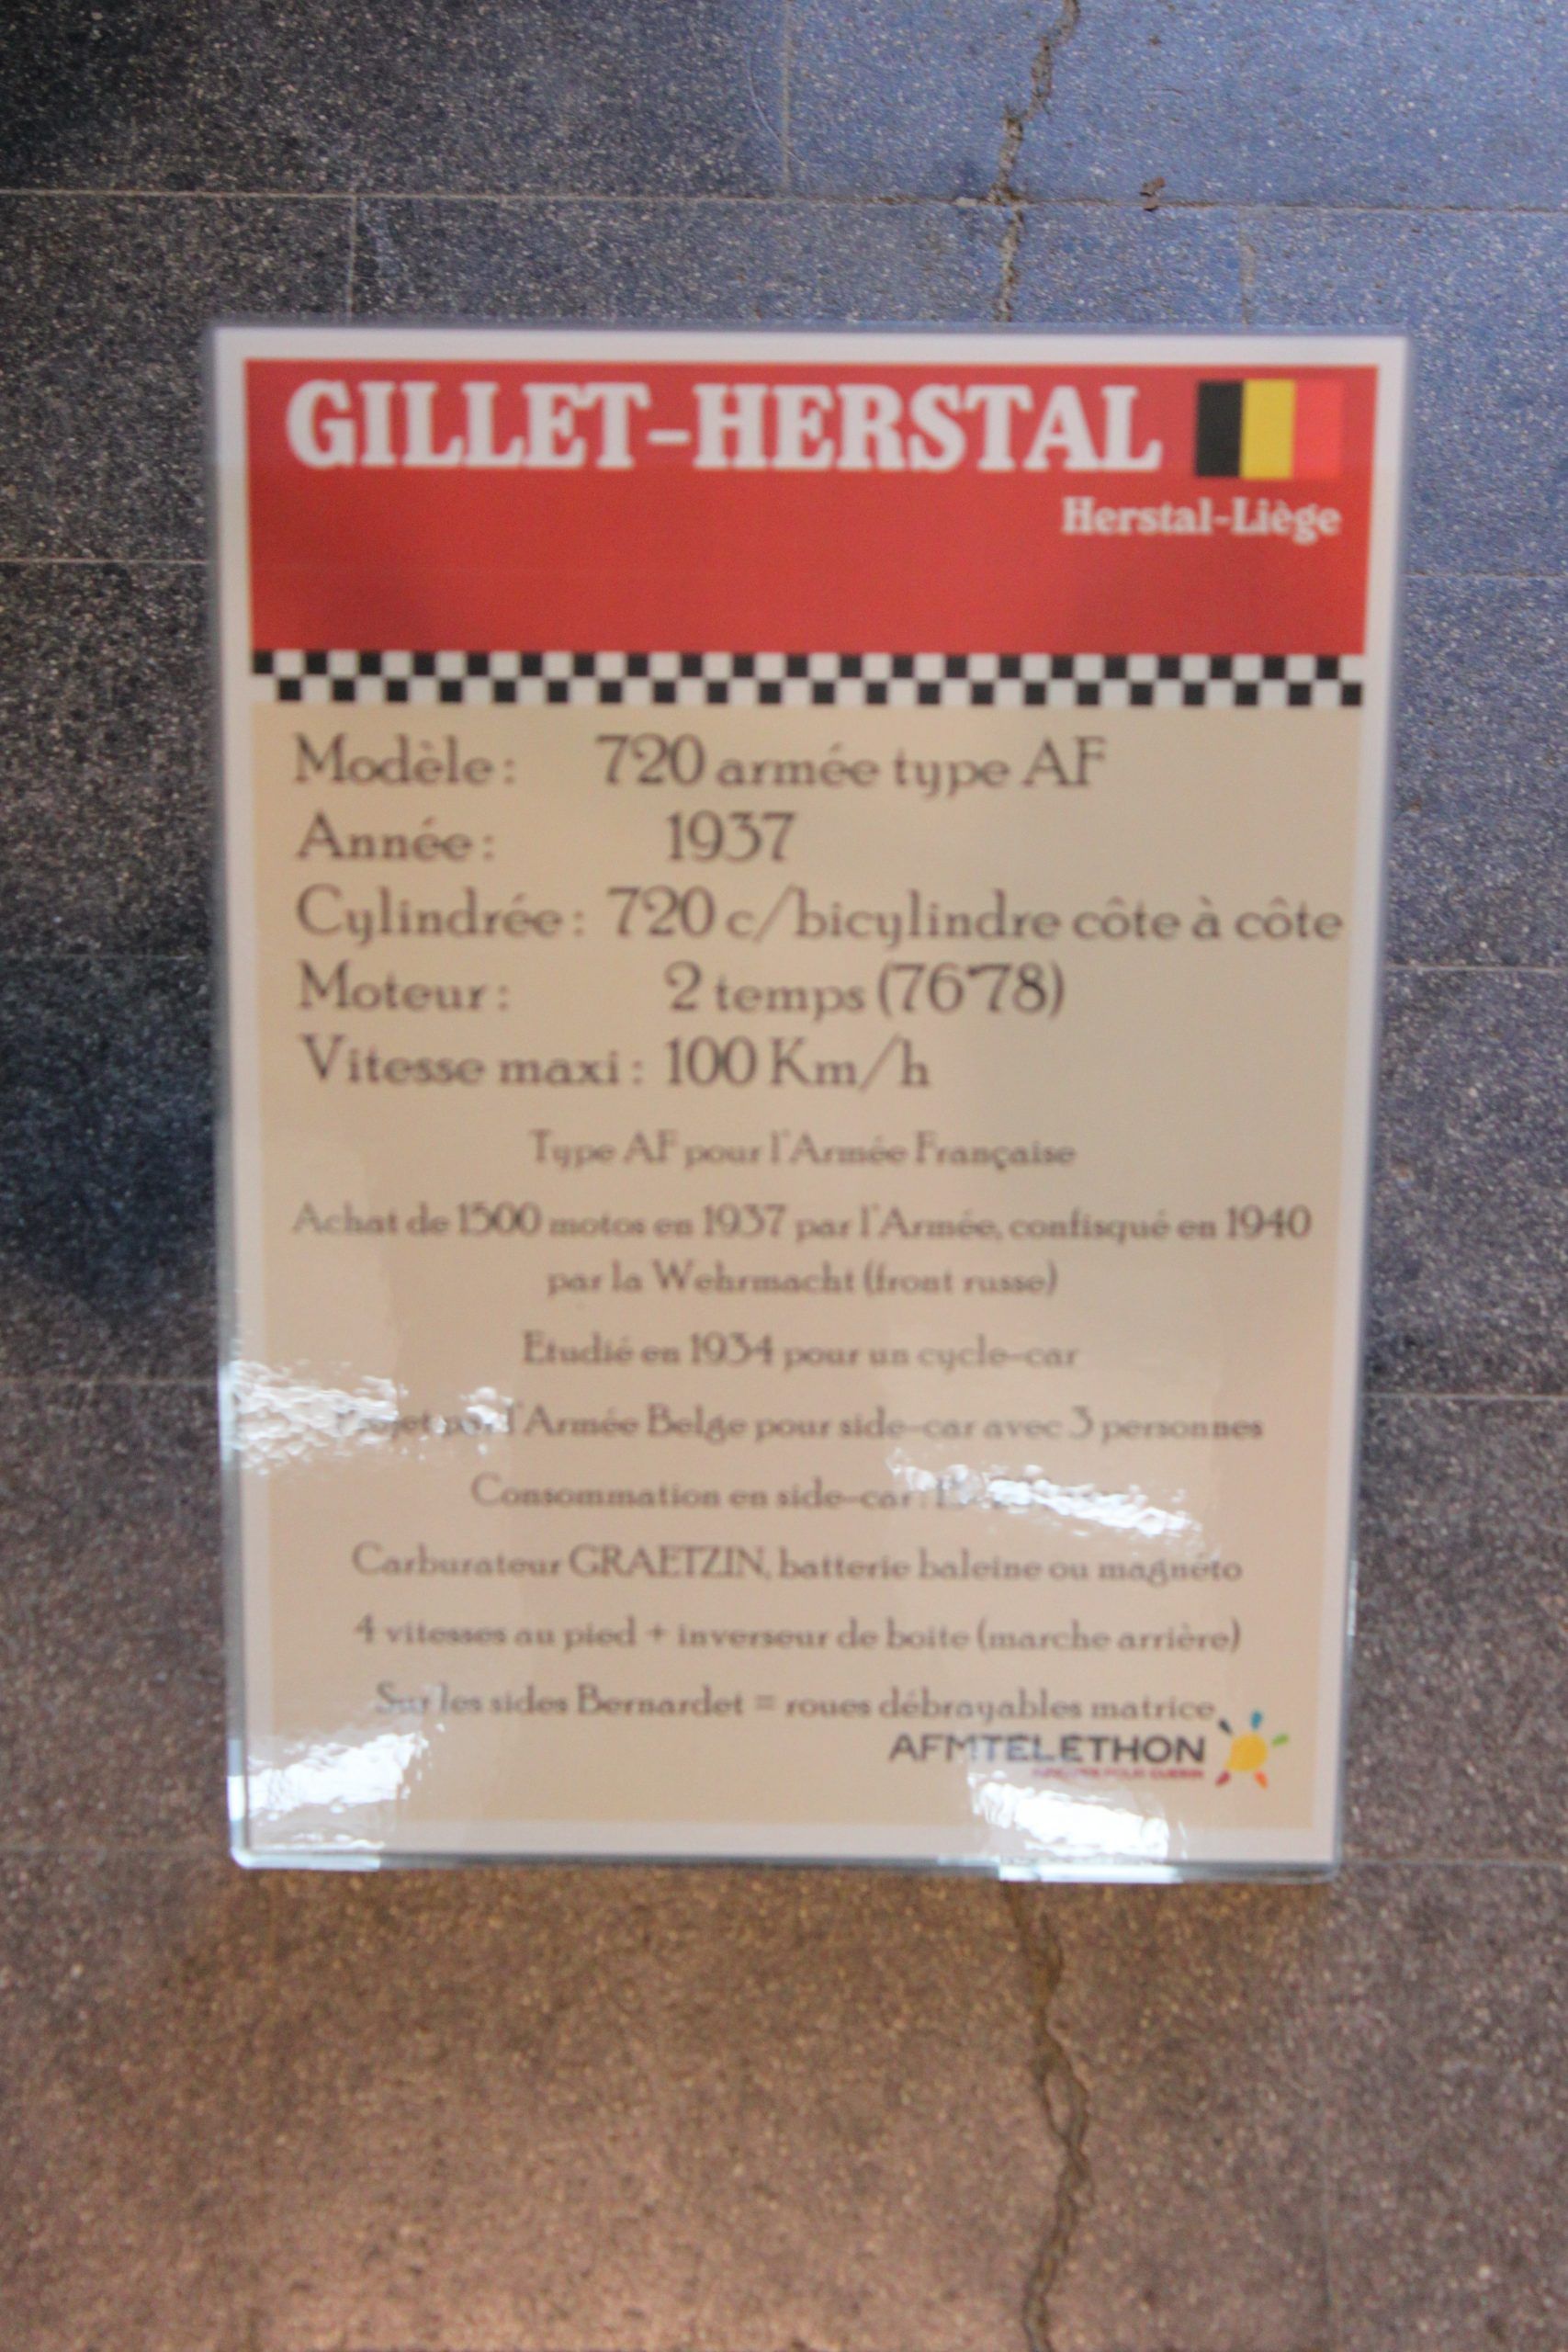 GILLET-HERSTAL
Herstal-Liège
Modèle: 720 armée type AF
Année: 1937
Cylindrée: 720 c/bicylindre côte à côte
Moteur: 2 temps (76*78)
Vitesse maxi: 100 Km/h
Type AF pour l'Armée Française
Achat de 1500 motos en 1937 par l'Armée, confisqué en 1940
par la Wehrmacht (front russe)
Etudié en 1934 pour un cycle-car
l'Armée Belge pour side-car avec 3 personnes
Consommation en side-car:
Carburateur GRAETZIN, batterie baleine ou magnéto
4 vitesses au pied + inverseur de boite (marche arrière)
Sur les sides Bernardet = roues débrayables matrice
AFMTELETHON